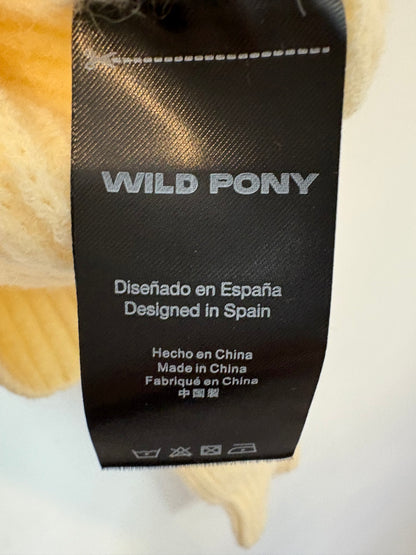 WILD PONY
Diseñado en España
Designed in Spain
Hecho en China
Made in China
Fabriqué en China
中国製